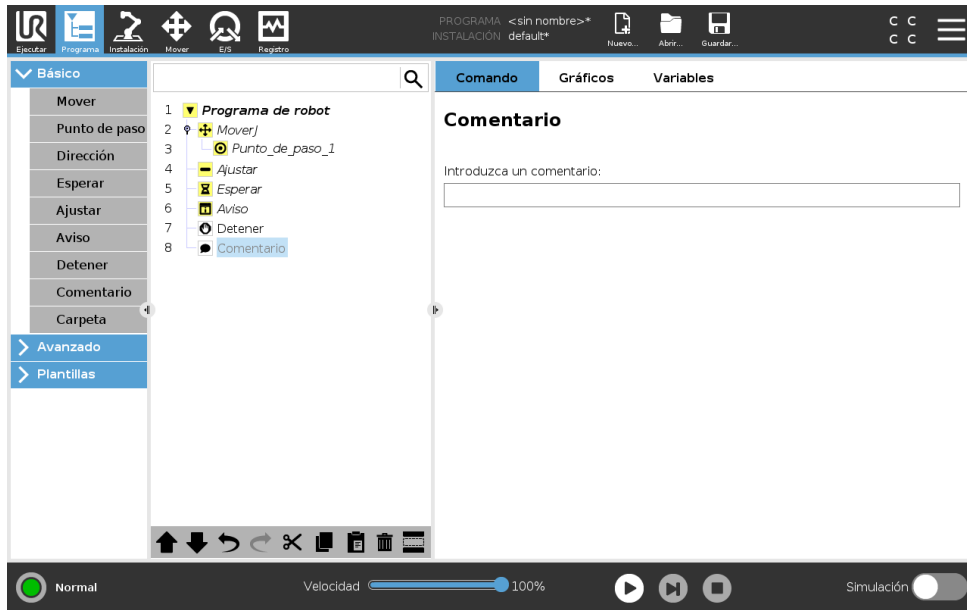 PROGRAMA <sin nombre>*
INSTALACIÓN default*
Ejecutar Programa Instalación Mover E/S Registro Nuevo... Abrir... Guardar...
C C
C C
Básico
Mover
Punto de paso
Dirección
Esperar
Ajustar
Aviso
Detener
Comentario
Carpeta
Avanzado
Plantillas
1 Programa de robot
2 MoverJ
3 Punto_de_paso_1
4 Ajustar
5 Esperar
6 Aviso
7 Detener
8 Comentario
Comando Gráficos Variables
Comentario
Introduzca un comentario:
Normal Velocidad 100% Simulación